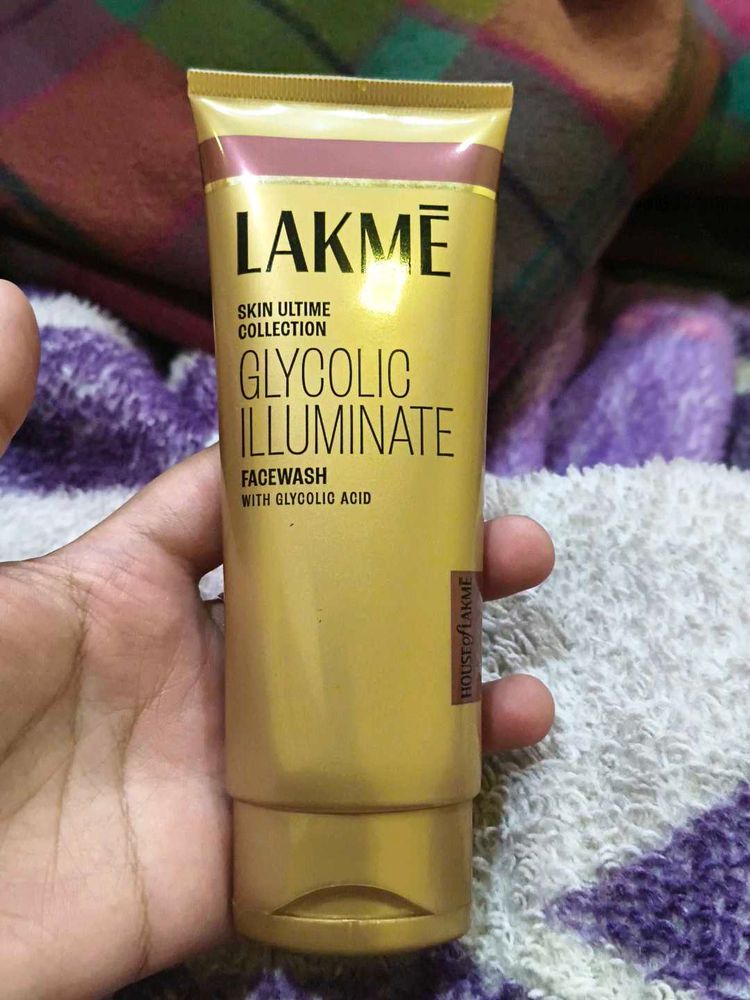 LAKMĒ
SKIN ULTIME
COLLECTION
GLYCOLIC
ILLUMINATE
FACEWASH
WITH GLYCOLIC ACID
HOUSE of LAKMĒ